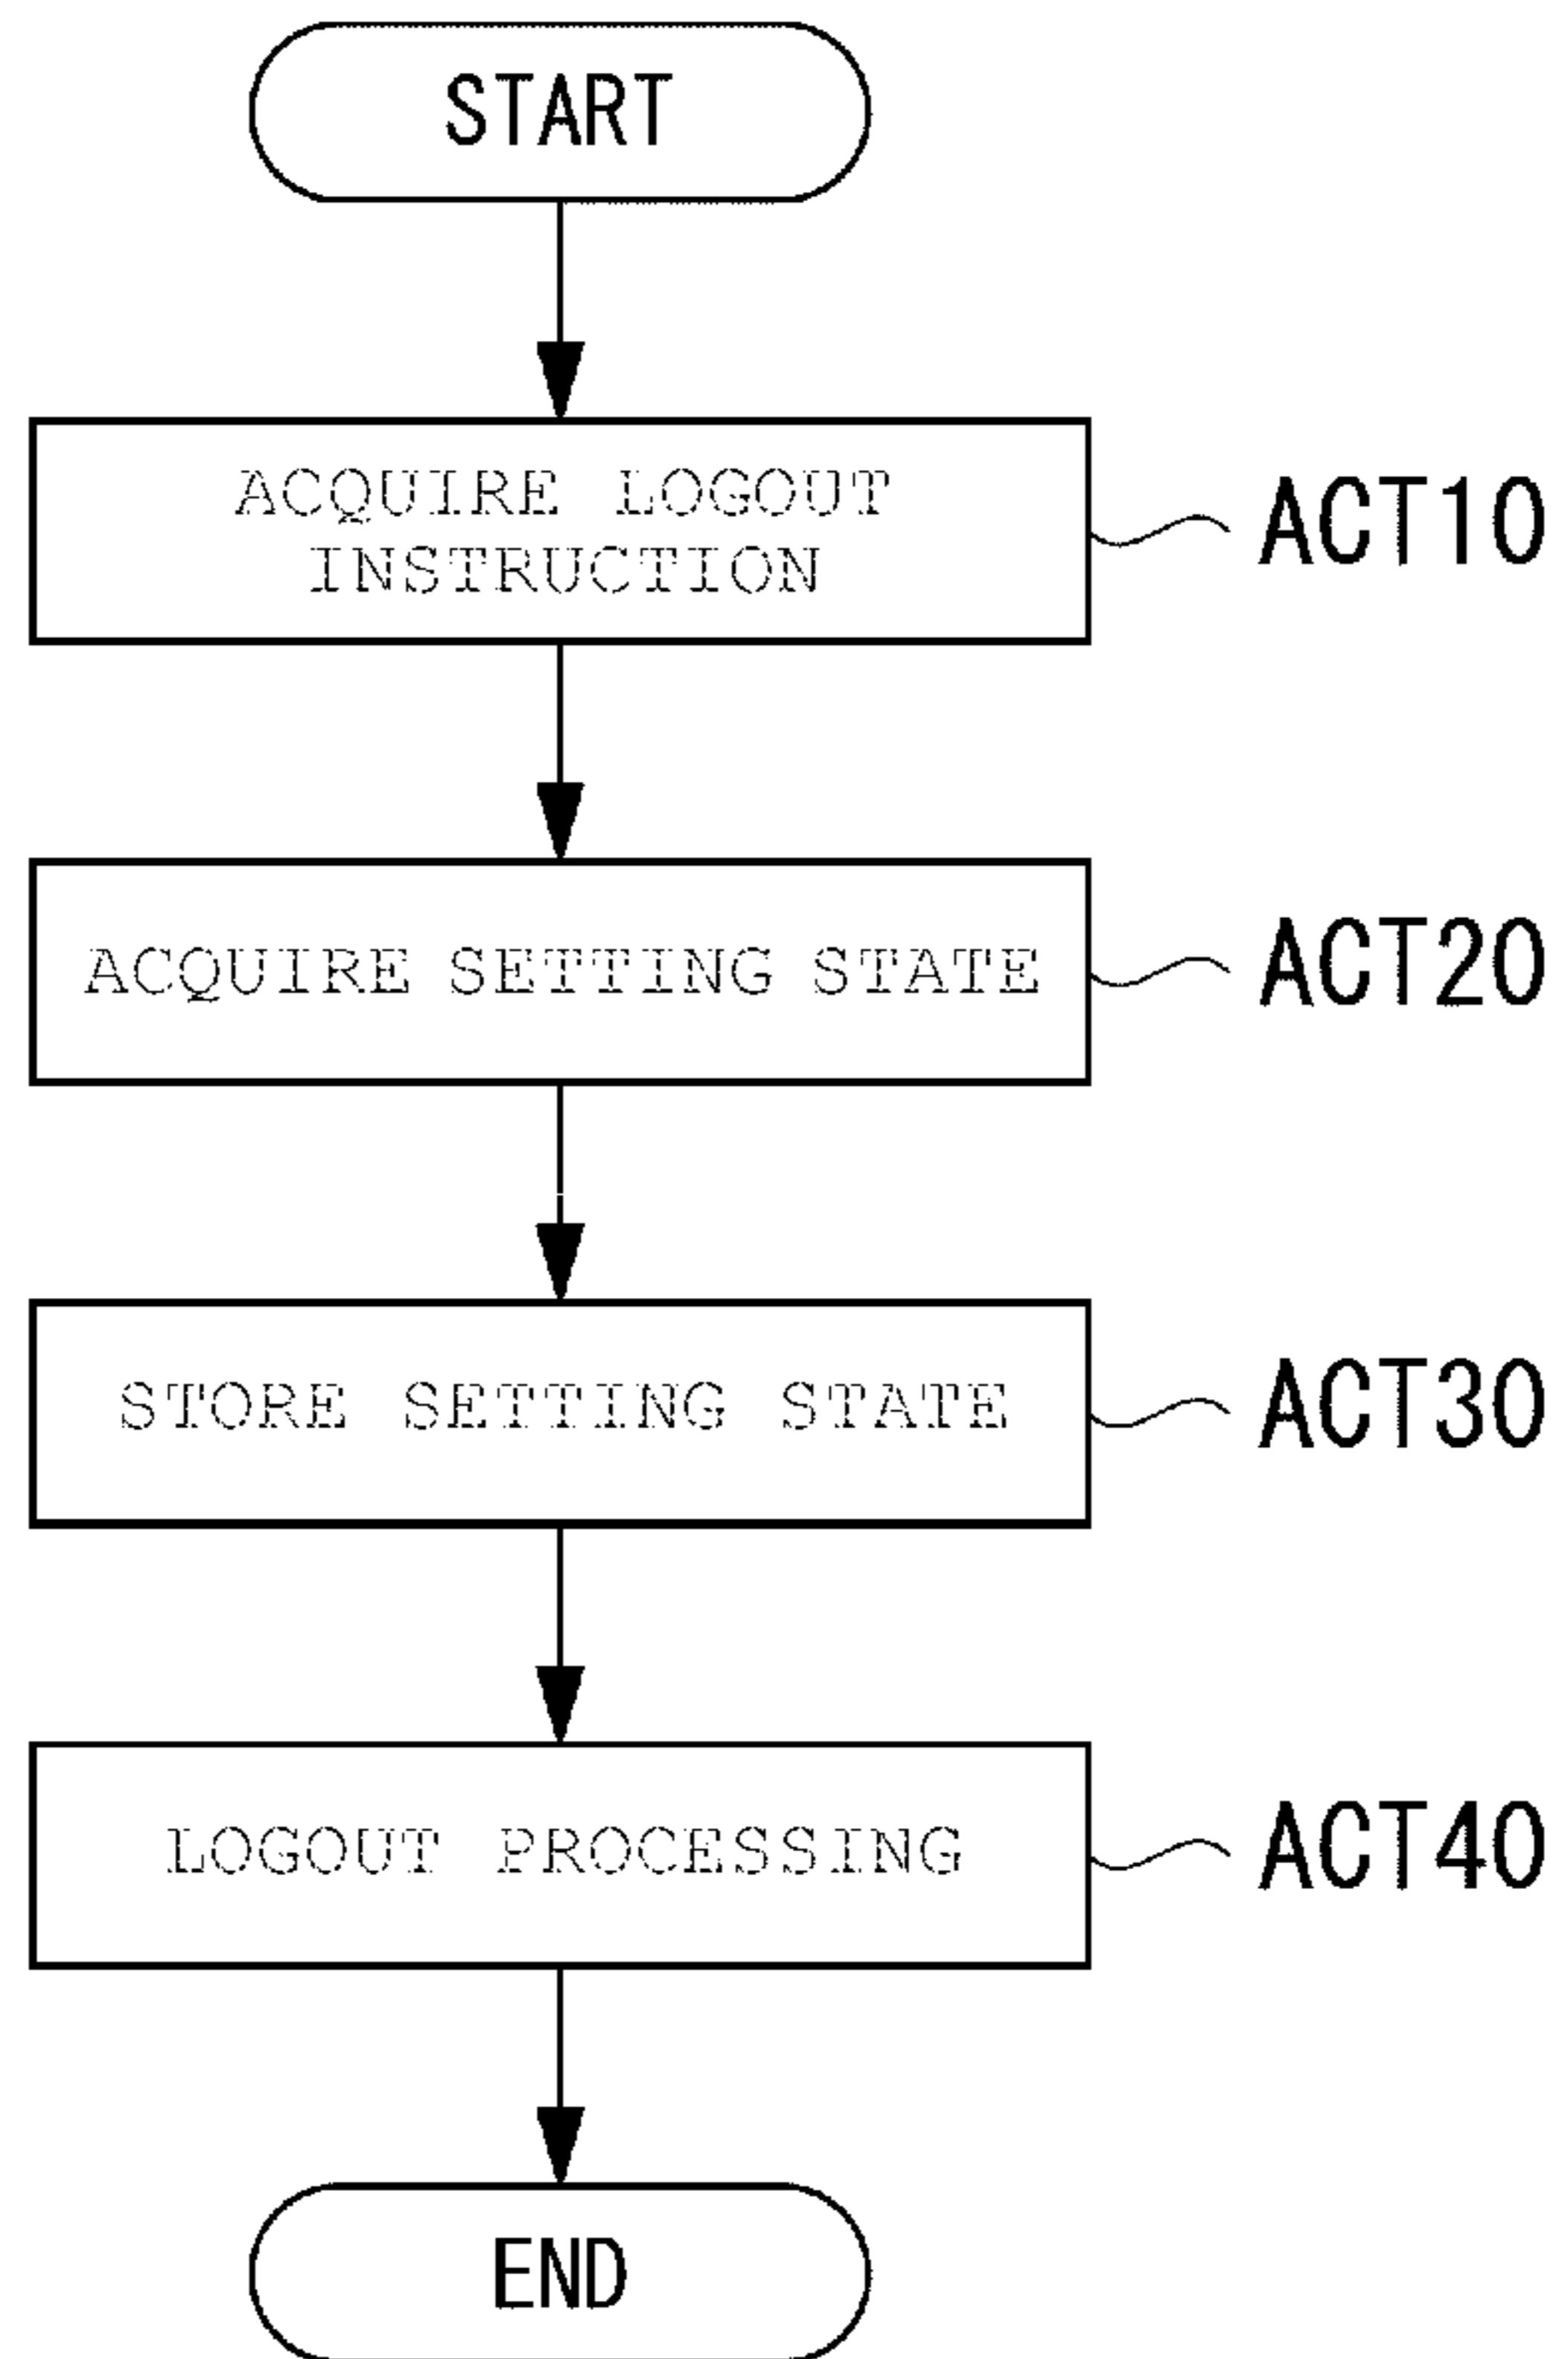 START
ACQUIRE LOGOUT
INSTRUCTION
ACT10
ACQUIRE SETTING STATE
ACT20
STORE SETTING STATE
ACT30
LOGOUT PROCESSING
ACT40
END